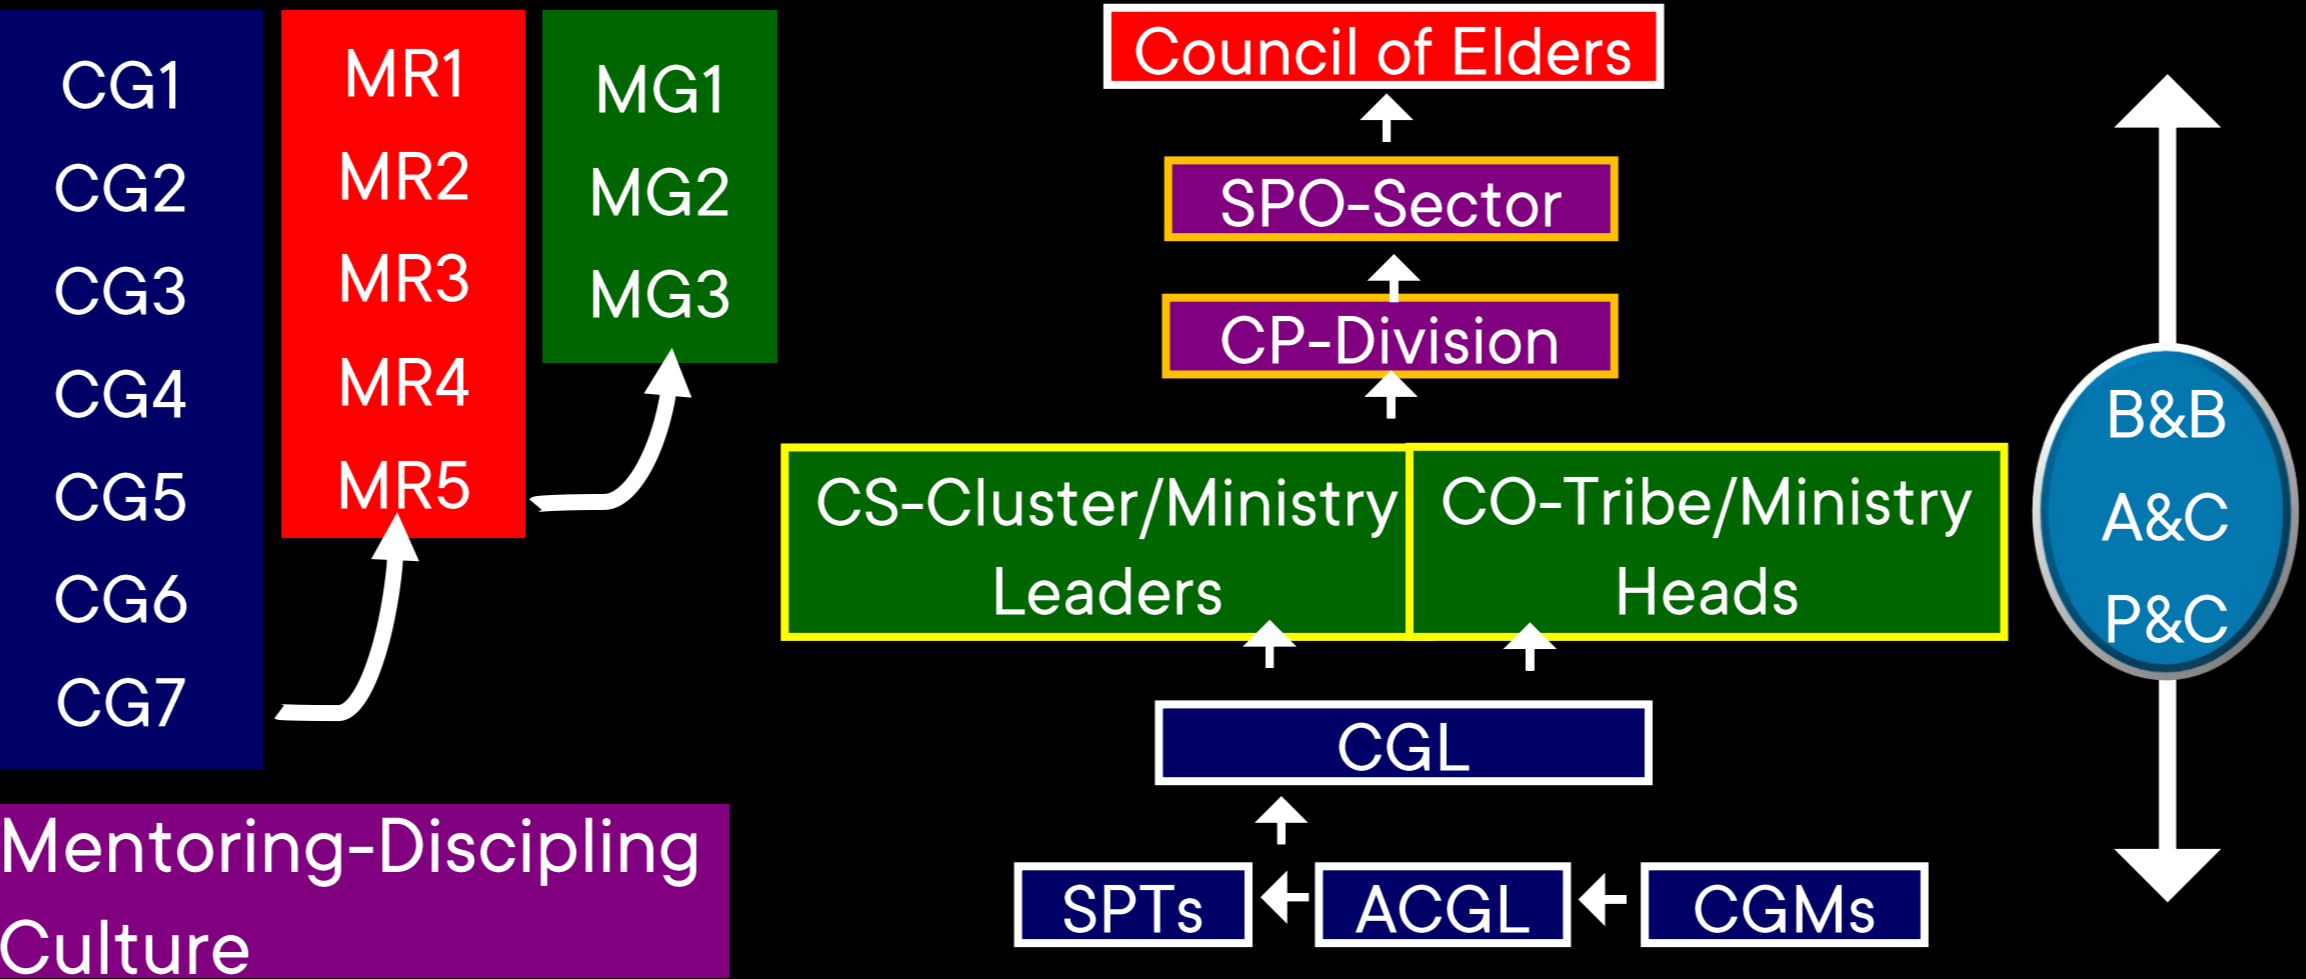 CG1
CG2
CG3
CG4
CG5
CG6
CG7
MR1
MR2
MR3
MR4
MR5
MG1
MG2
MG3
Mentoring-Discipling
Culture
Council of Elders
SPO-Sector
CP-Division
CS-Cluster/Ministry
Leaders
CO-Tribe/Ministry
Heads
CGL
SPTs
ACGL
CGMs
B&B
A&C
P&C